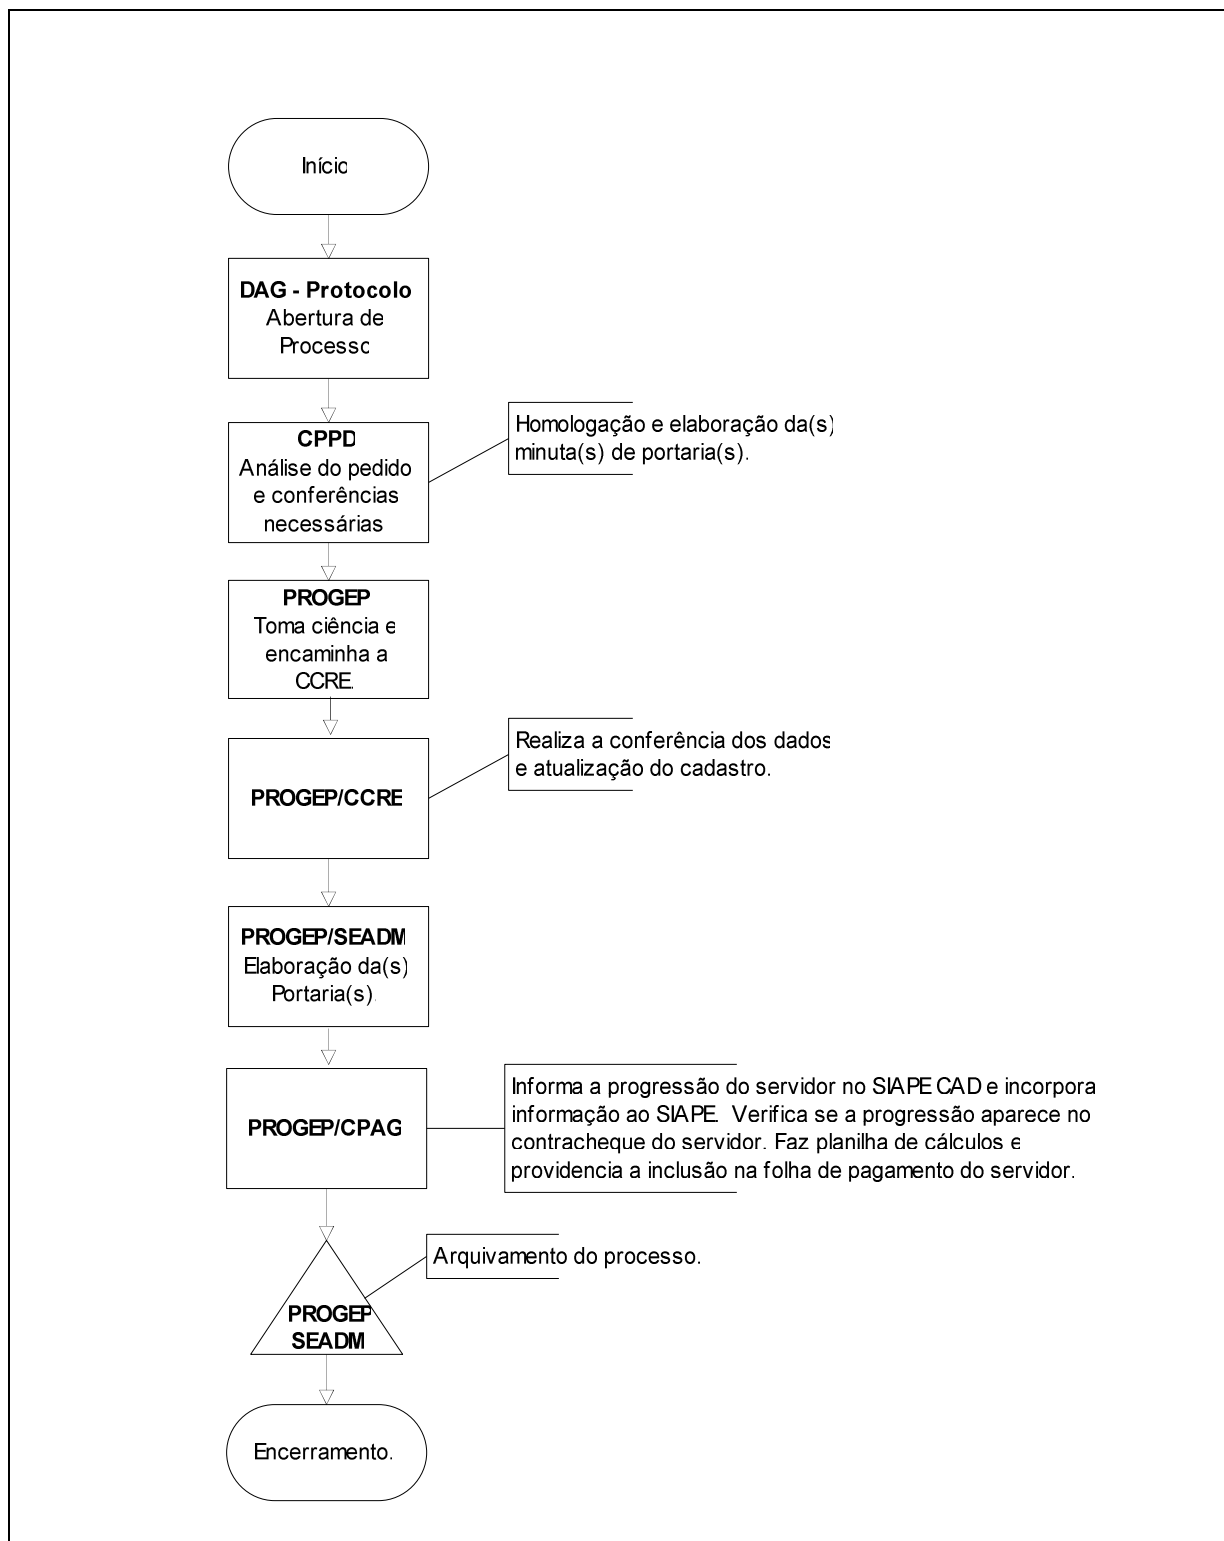 Início
DAG - Protocolo
Abertura de
Processo
CPPD
Análise do pedido
e conferências
necessárias
Homologação e elaboração da(s)
minuta(s) de portaria(s).
PROGEP
Toma ciência e
encaminha a
CCRE.
PROGEP/CCRE
Realiza a conferência dos dados
e atualização do cadastro.
PROGEP/SEADM
Elaboração da(s)
Portaria(s).
PROGEP/CPAG
Informa a progressão do servidor no SIAPECAD e incorpora
informação ao SIAPE. Verifica se a progressão aparece no
contracheque do servidor. Faz planilha de cálculos e
providencia a inclusão na folha de pagamento do servidor.
Arquivamento do processo.
PROGEP
SEADM
Encerramento.